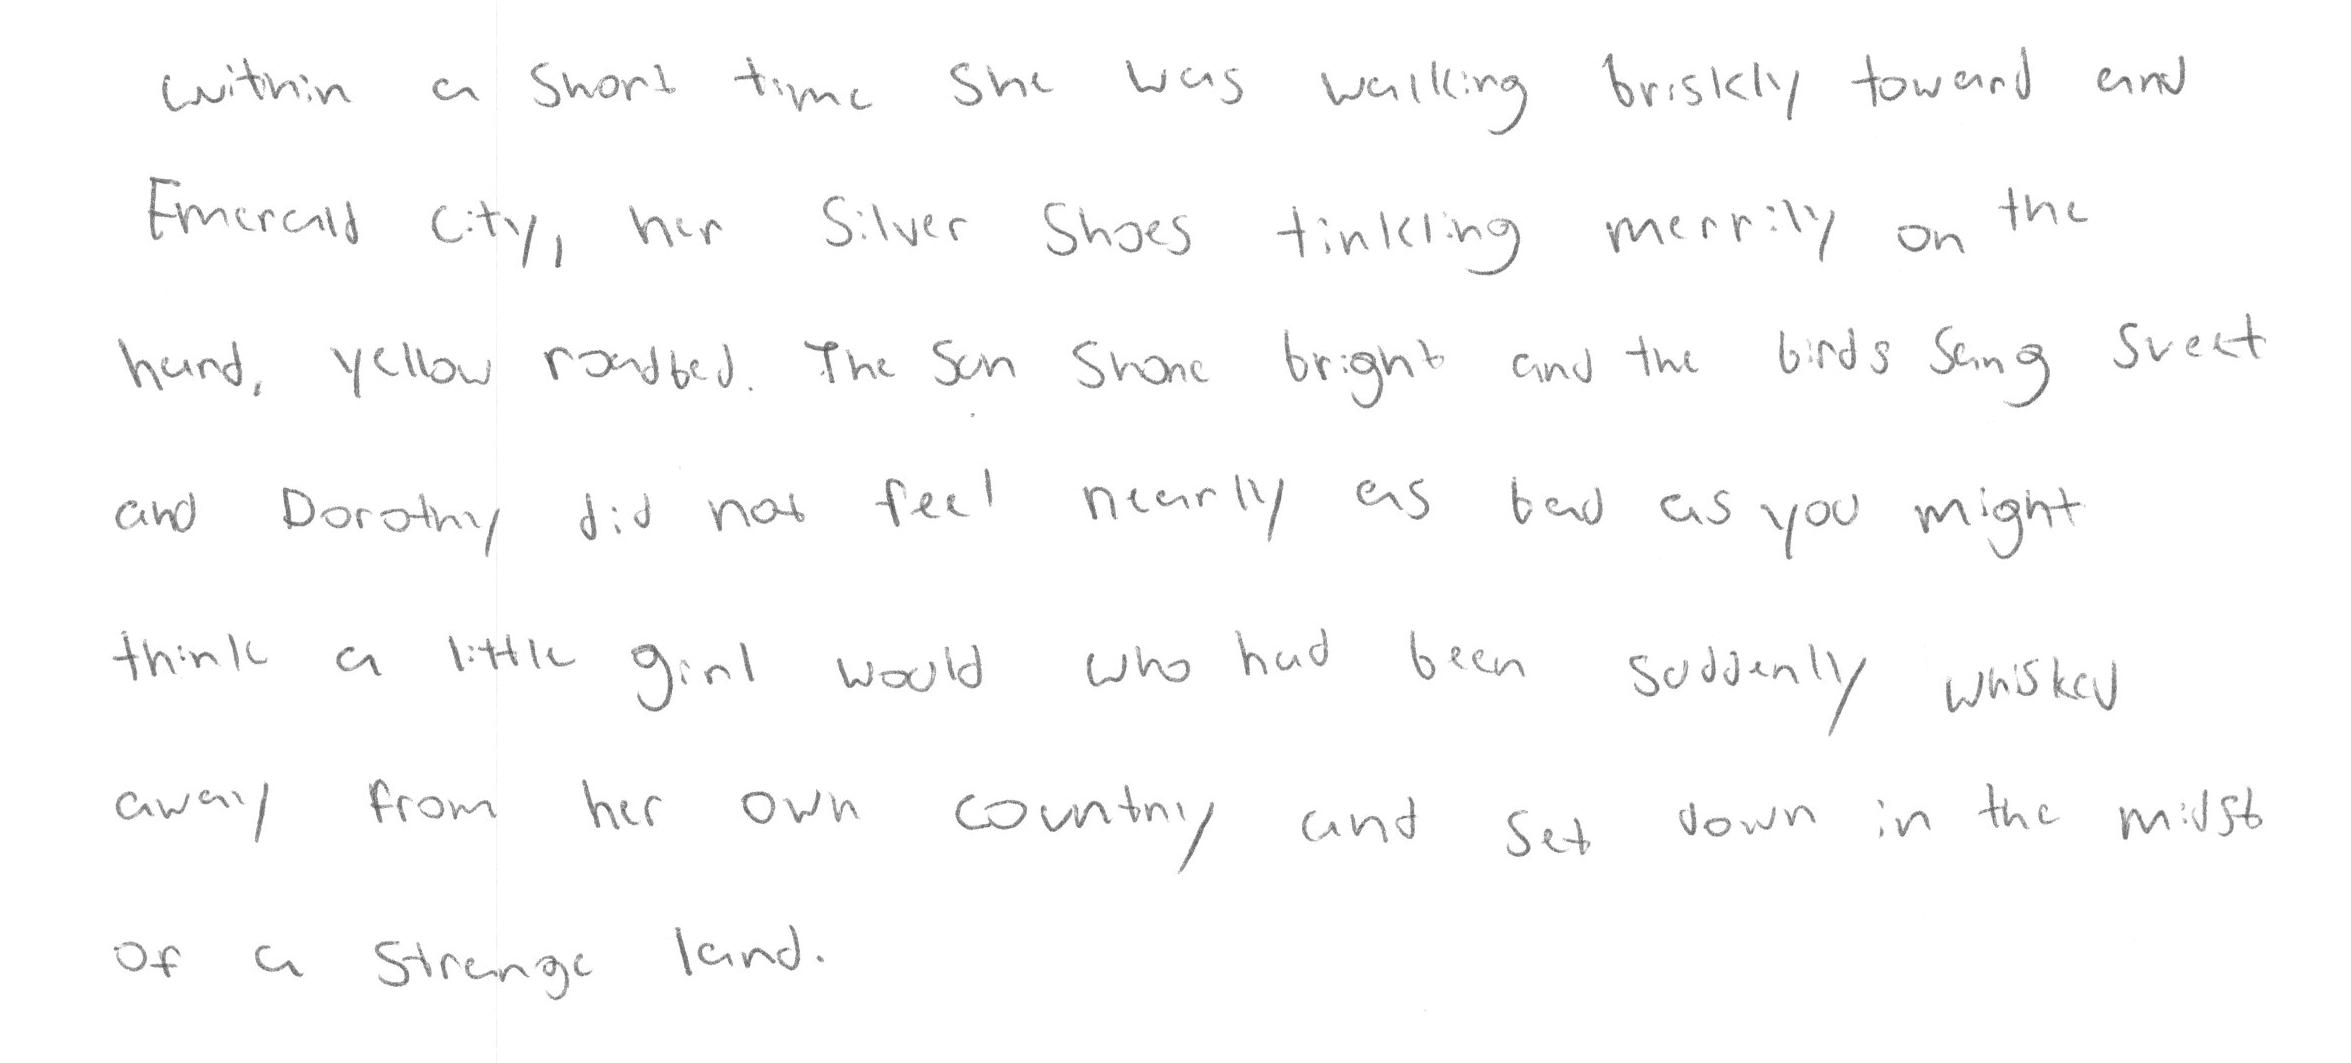 within a short time she was walking briskly toward and
Emerald City, her Silver Shoes tinkling merrily on the
hard, yellow roadbed. The sun shone bright and the birds sang sweet
and Dorothy did not feel nearly as bad as you might
think a little girl would who had been suddenly whisked
away from her own country and set down in the midst
of a strange land.